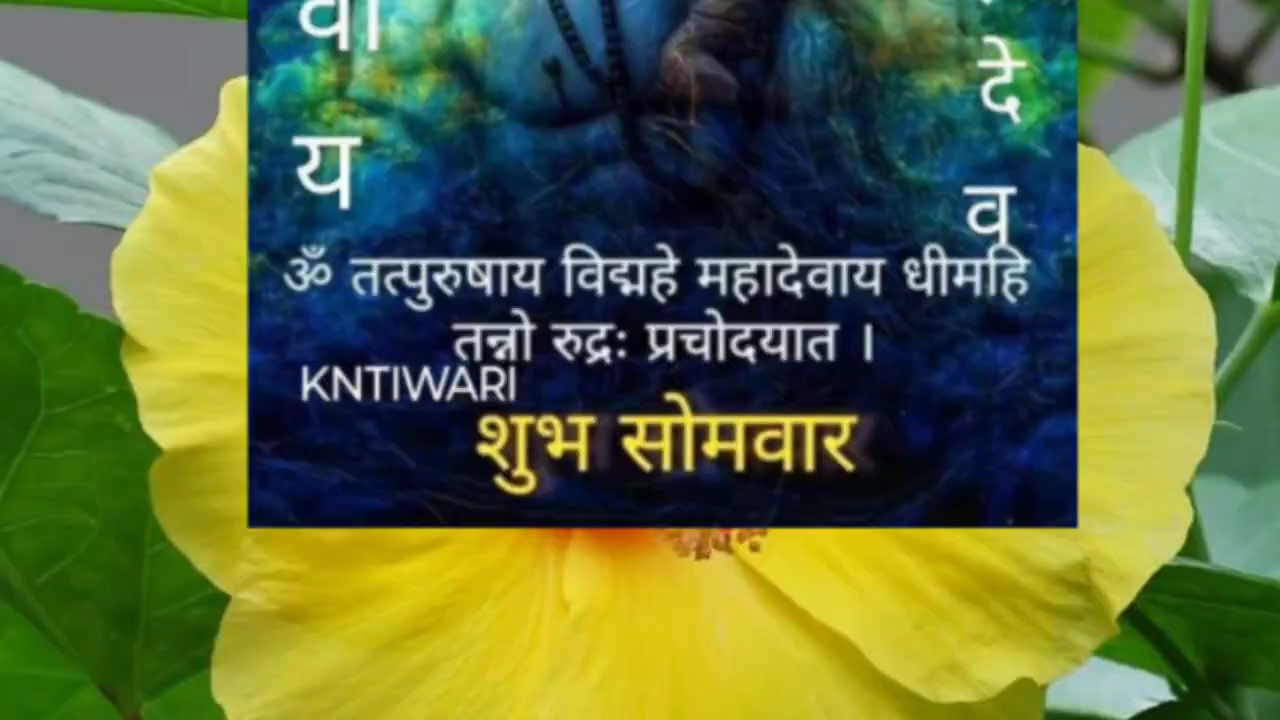 वा
य
दे
व
ॐ तत्पुरुषाय विद्महे महादेवाय धीमहि
तन्नो रुद्रः प्रचोदयात ।
KNTIWARI
शुभ सोमवार